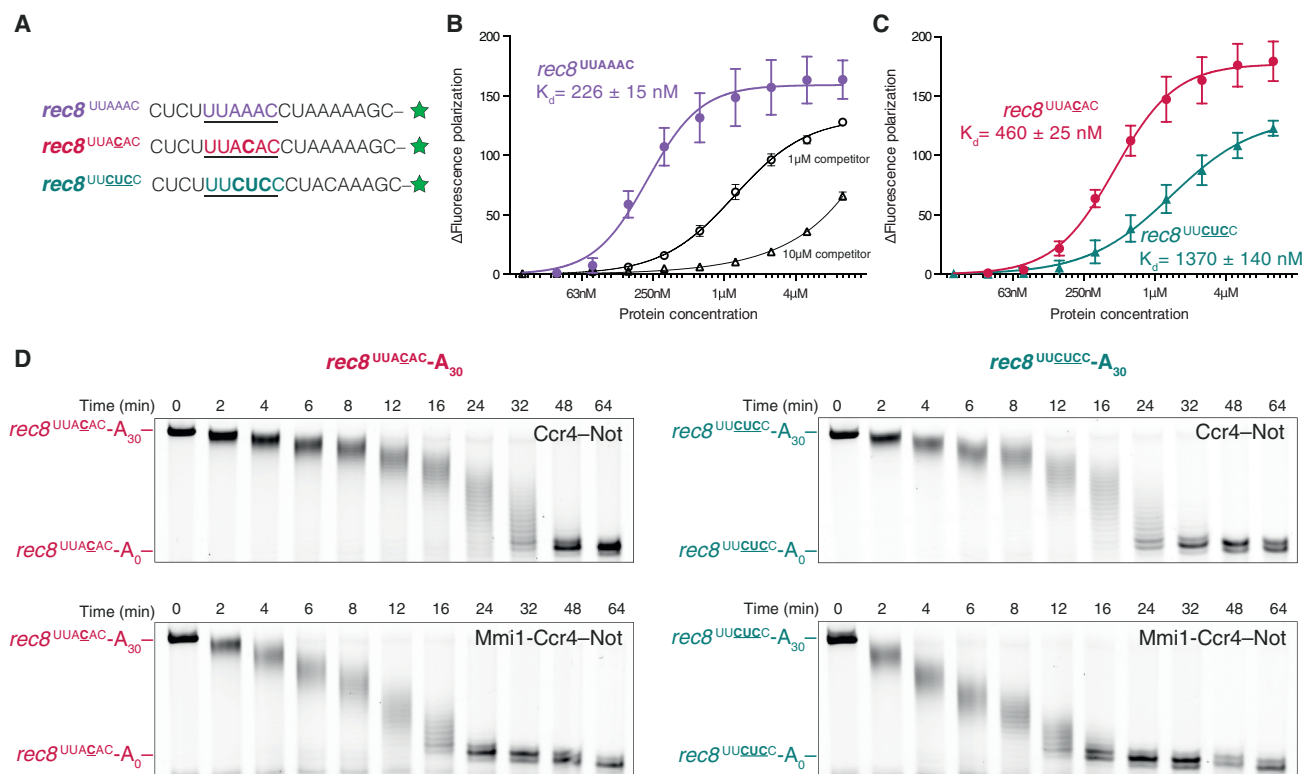 A
rec8 UUAAAC CUCUUUAAACCUAAAAAGC–
rec8 UUACAC CUCUUUACACCUAAAAAGC–
rec8 UUCUCC CUCUUUCUCCCUACAAAGC–
B
ΔFluorescence polarization
200
150
100
50
0
rec8 UUAAAC
Kd= 226 ± 15 nM
1μM competitor
10μM competitor
63nM 250nM 1μM 4μM
Protein concentration
C
ΔFluorescence polarization
200
150
100
50
0
rec8 UUACAC
Kd= 460 ± 25 nM
rec8 UUCUCC
Kd= 1370 ± 140 nM
63nM 250nM 1μM 4μM
Protein concentration
D
rec8 UUACAC-A30
Time (min) 0 2 4 6 8 12 16 24 32 48 64
rec8 UUACAC-A30
Ccr4–Not
rec8 UUACAC-A0
Time (min) 0 2 4 6 8 12 16 24 32 48 64
rec8 UUACAC-A30
Mmi1-Ccr4–Not
rec8 UUACAC-A0
rec8 UUCUCC-A30
Time (min) 0 2 4 6 8 12 16 24 32 48 64
rec8 UUCUCC-A30
Ccr4–Not
rec8 UUCUCC-A0
Time (min) 0 2 4 6 8 12 16 24 32 48 64
rec8 UUCUCC-A30
Mmi1-Ccr4–Not
rec8 UUCUCC-A0